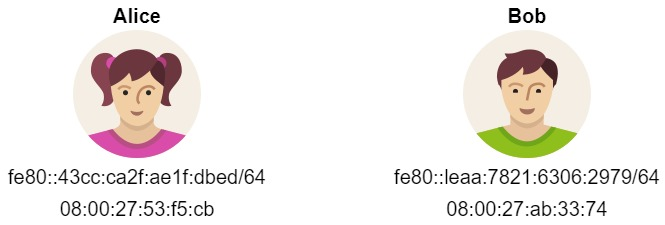 Alice
Bob
fe80::43cc:ca2f:ae1f:dbed/64
fe80::leaa:7821:6306:2979/64
08:00:27:53:f5:cb
08:00:27:ab:33:74